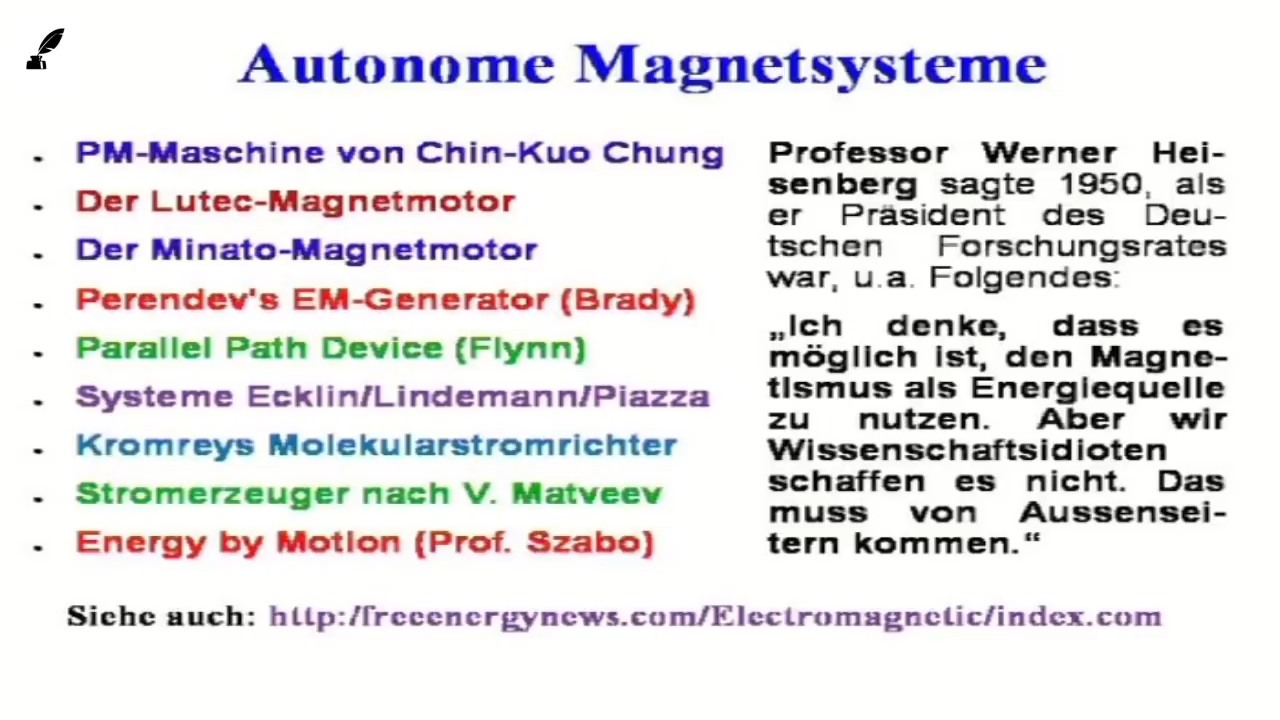 Autonome Magnetsysteme
. PM-Maschine von Chin-Kuo Chung
. Der Lutec-Magnetmotor
. Der Minato-Magnetmotor
. Perendev's EM-Generator (Brady)
. Parallel Path Device (Flynn)
. Systeme Ecklin/Lindemann/Piazza
. Kromreys Molekularstromrichter
. Stromerzeuger nach V. Matveev
. Energy by Motion (Prof. Szabo)
Professor Werner Hei-
senberg sagte 1950, als
er Präsident des Deu-
tschen Forschungsrates
war, u.a. Folgendes:
„Ich denke, dass es
möglich ist, den Magne-
tismus als Energiequelle
zu nutzen. Aber wir
Wissenschaftsidioten
schaffen es nicht. Das
muss von Aussensei-
tern kommen.“
Siehe auch: http:/freeenergynews.com/Electromagnetic/index.com